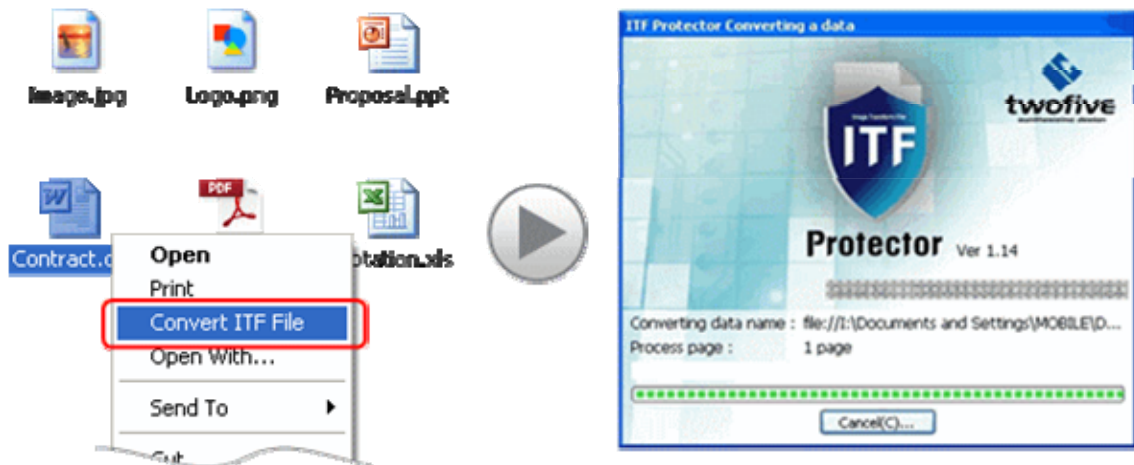 Image.jpg Logo.png Proposal.ppt
PDF
Contract.
Open
Print
Convert ITF File
Open With...
Send To
Cut
ITF Protector Converting a data
twofive
ITF
Protector Ver 1.14
Converting data name : file://I:\Documents and Settings\MOBILE\D...
Process page : 1 page
Cancel(C)...